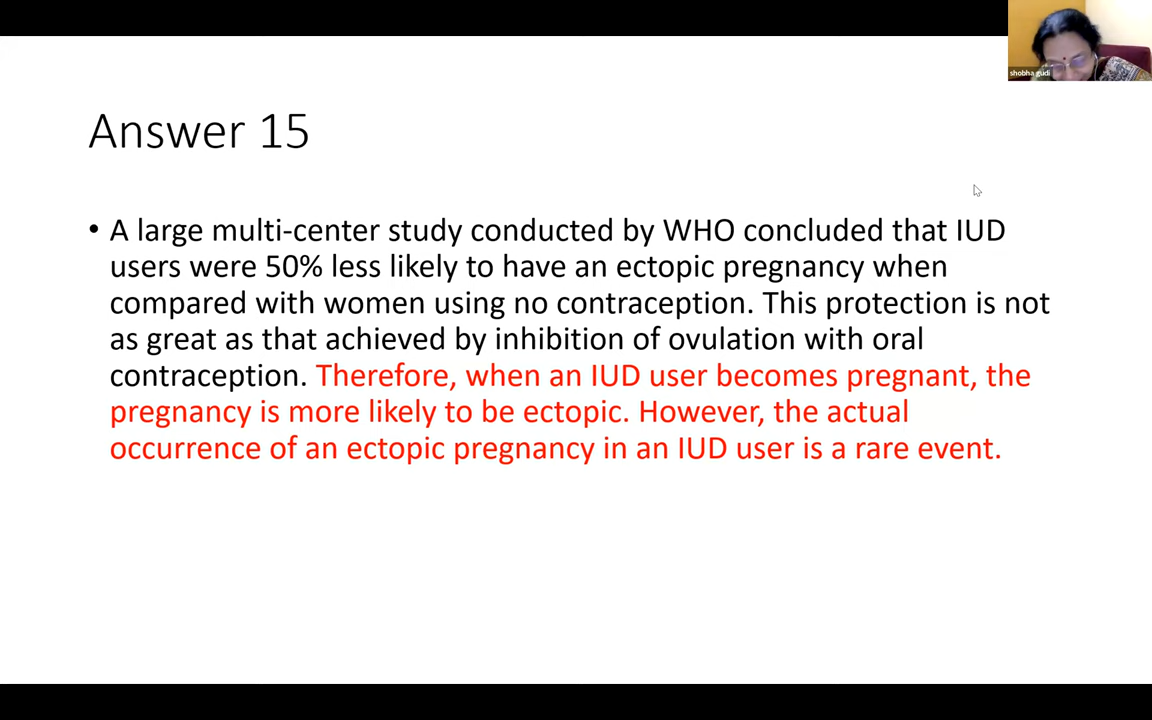 shobha gudi
Answer 15
• A large multi-center study conducted by WHO concluded that IUD
users were 50% less likely to have an ectopic pregnancy when
compared with women using no contraception. This protection is not
as great as that achieved by inhibition of ovulation with oral
contraception. Therefore, when an IUD user becomes pregnant, the
pregnancy is more likely to be ectopic. However, the actual
occurrence of an ectopic pregnancy in an IUD user is a rare event.